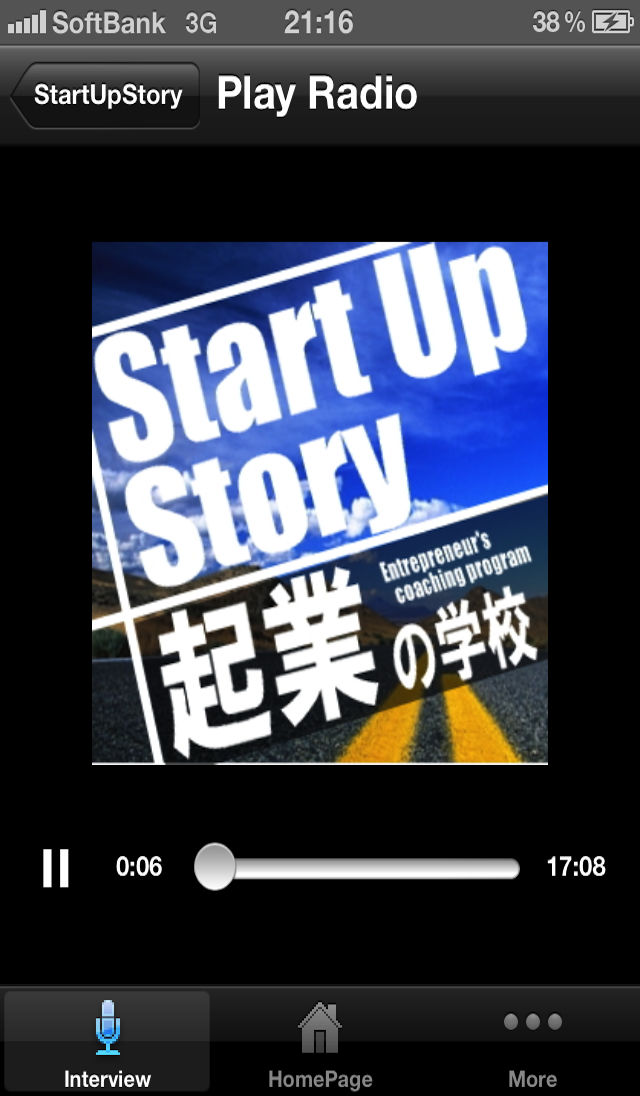 SoftBank 3G 21:16 38 %
StartUpStory Play Radio
Start Up
Story
Entrepreneur's
coaching program
起業の学校
0:06 17:08
Interview HomePage More